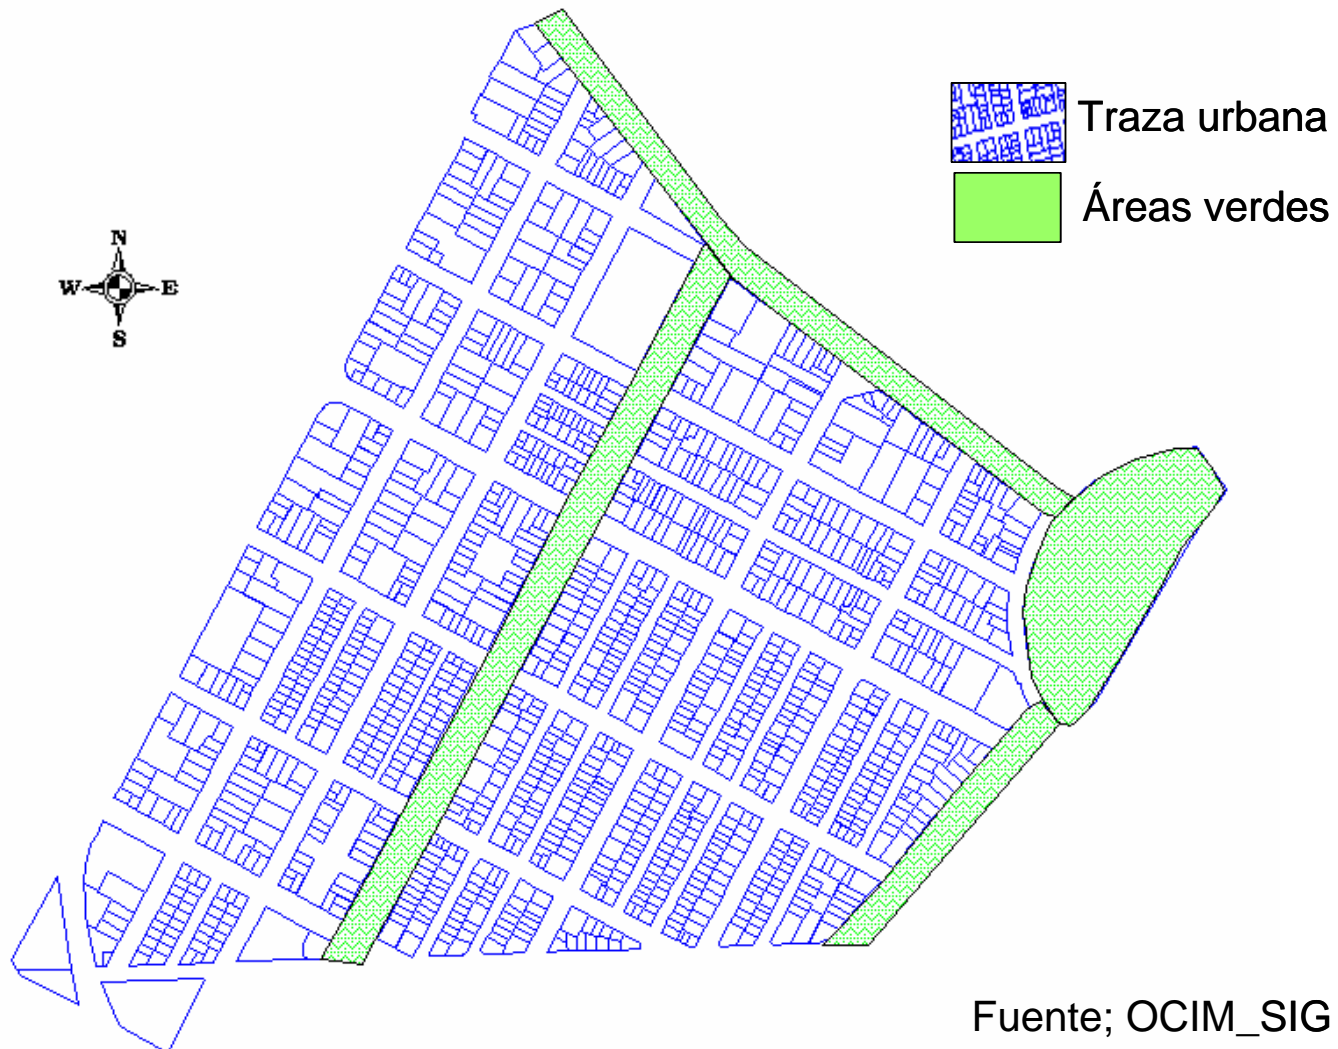 Traza urbana
Áreas verdes
N
W E
S
Fuente; OCIM_SIG